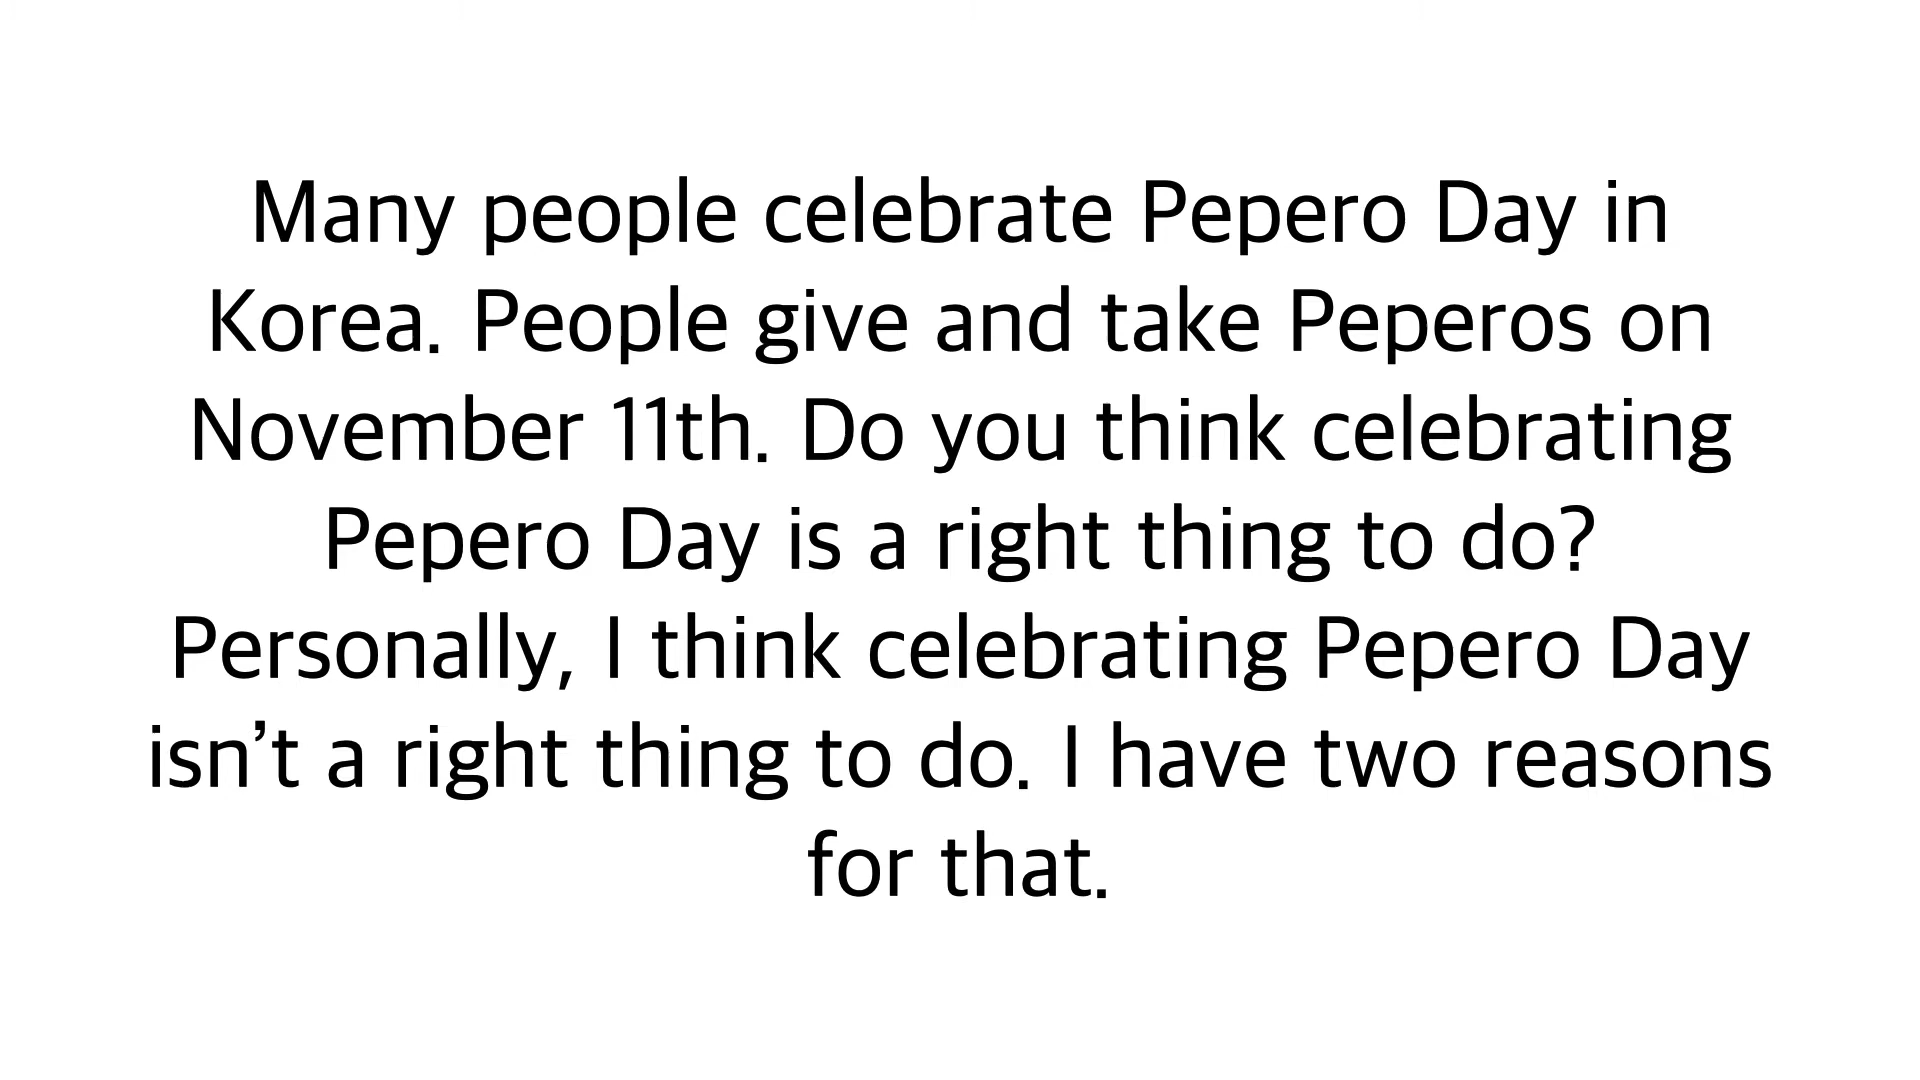 Many people celebrate Pepero Day in
Korea. People give and take Peperos on
November 11th. Do you think celebrating
Pepero Day is a right thing to do?
Personally, I think celebrating Pepero Day
isn’t a right thing to do. I have two reasons
for that.